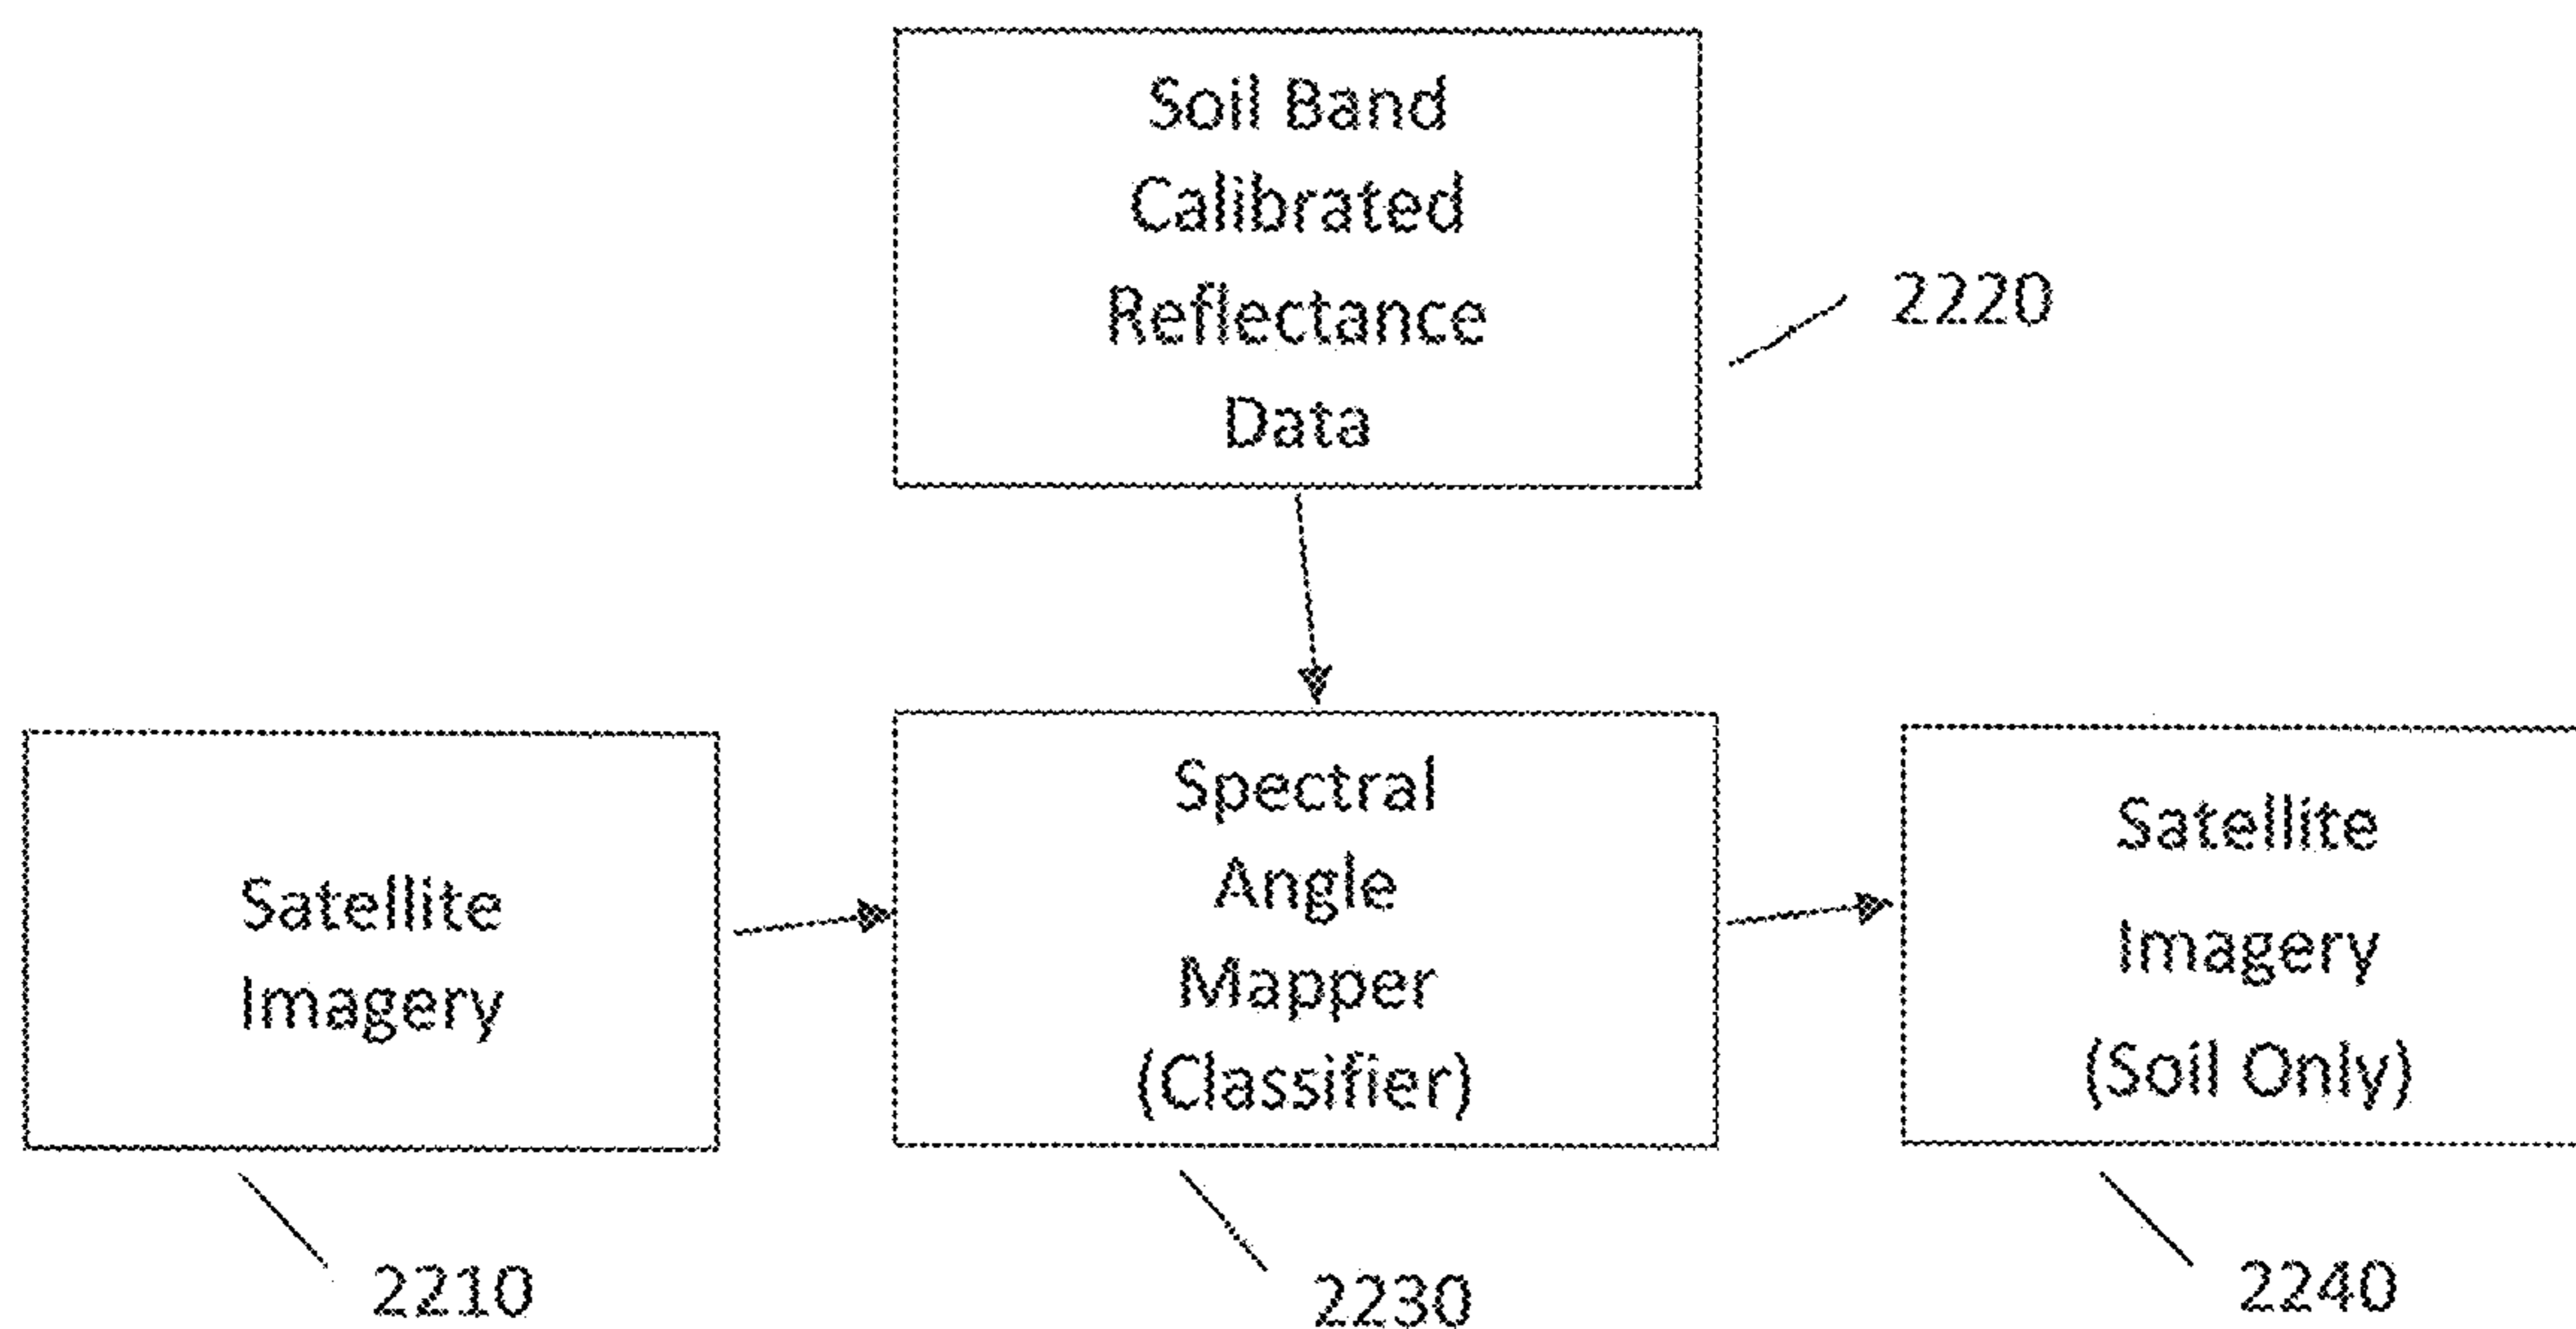 Soil Band
Calibrated
Reflectance
Data
2220
Satellite
Imagery
2210
Spectral
Angle
Mapper
(Classifier)
2230
Satellite
Imagery
(Soil Only)
2240